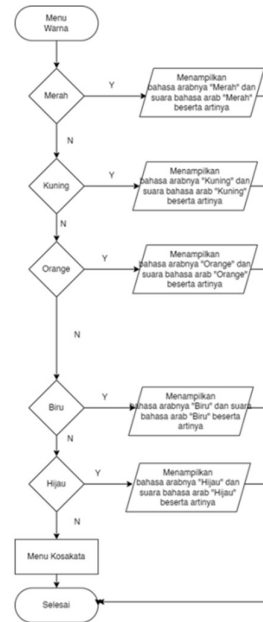 Menu
Warna
Merah
Y
Menampilkan
bahasa arabnya "Merah" dan
suara bahasa arab "Merah"
beserta artinya
N
Kuning
Y
Menampilkan
bahasa arabnya "Kuning" dan
suara bahasa arab "Kuning"
beserta artinya
N
Orange
Y
Menampilkan
bahasa arabnya "Orange" dan
suara bahasa arab "Orange"
beserta artinya
N
Biru
Y
Menampilkan
bahasa arabnya "Biru" dan suara
bahasa arab "Biru" beserta
artinya
N
Hijau
Y
Menampilkan
bahasa arabnya "Hijau" dan
suara bahasa arab "Hijau"
beserta artinya
N
Menu Kosakata
Selesai